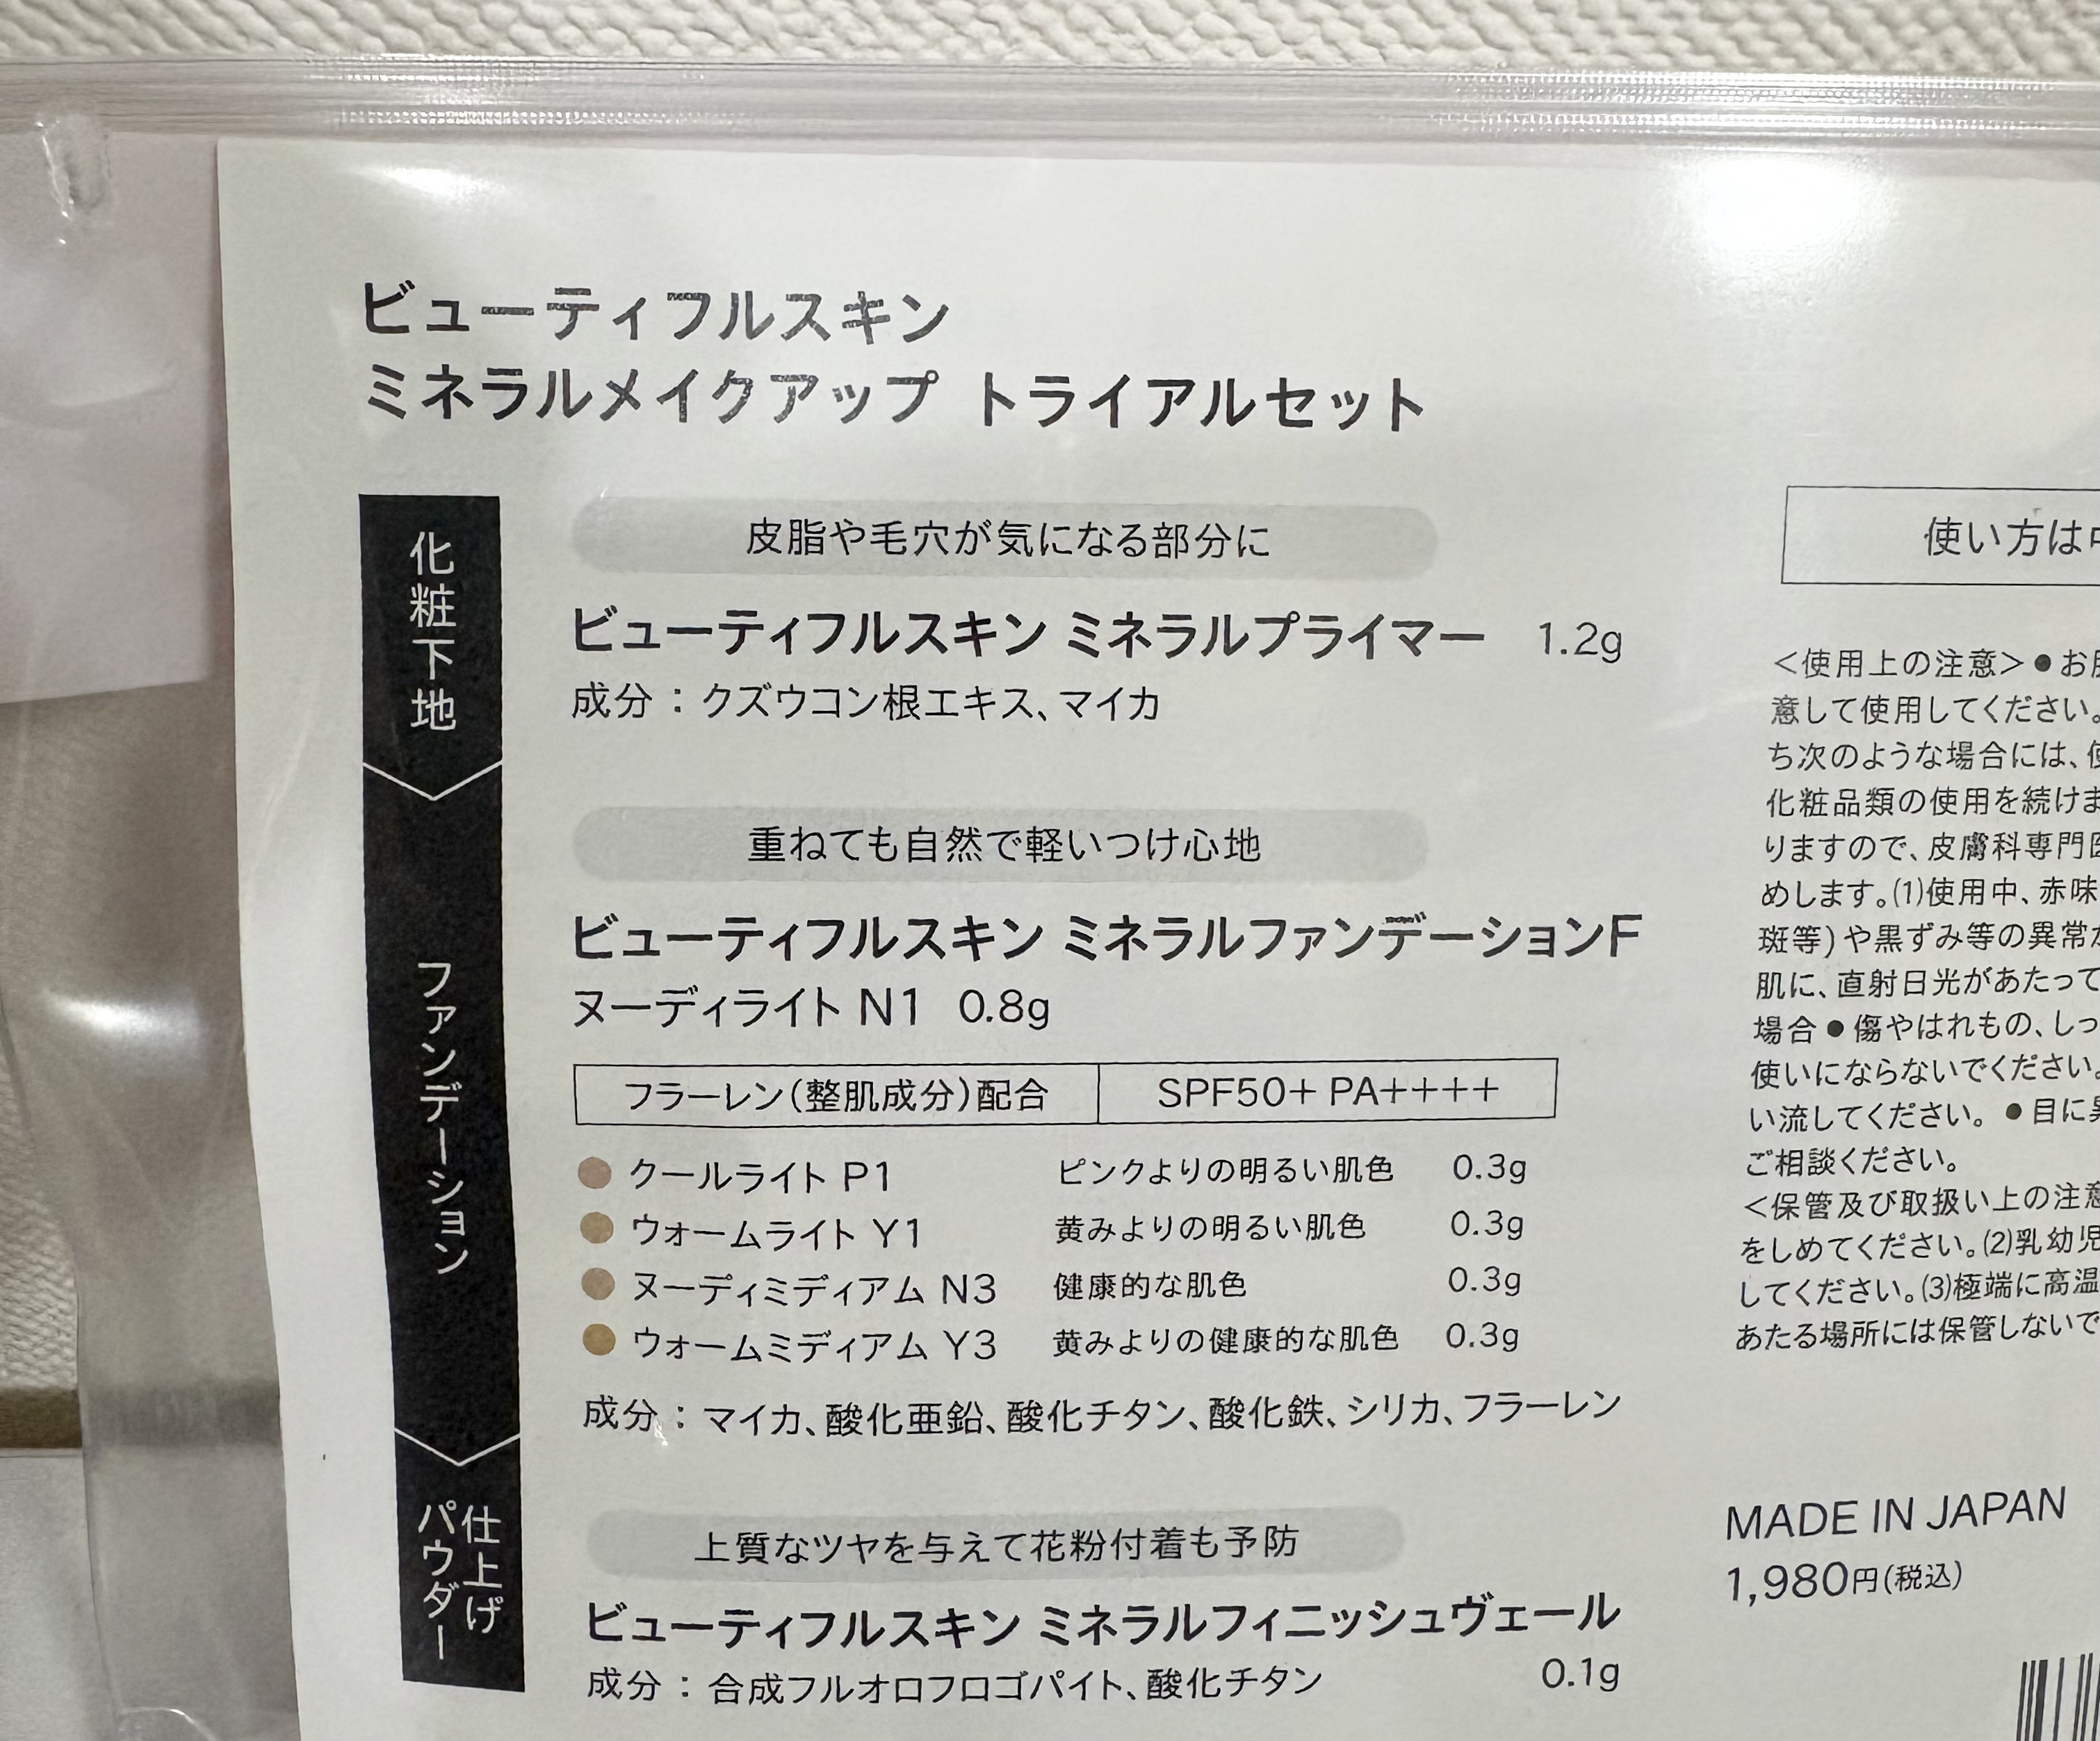 ビューティフルスキン
ミネラルメイクアップ トライアルセット
化粧下地
皮脂や毛穴が気になる部分に
ビューティフルスキン ミネラルプライマー 1.2g
成分：クズウコン根エキス、マイカ
ファンデーション
重ねても自然で軽いつけ心地
ビューティフルスキン ミネラルファンデーションF
ヌーディライト N1 0.8g
フラーレン(整肌成分)配合 SPF50+ PA++++
クールライト P1 ピンクよりの明るい肌色 0.3g
ウォームライト Y1 黄みよりの明るい肌色 0.3g
ヌーディミディアム N3 健康的な肌色 0.3g
ウォームミディアム Y3 黄みよりの健康的な肌色 0.3g
成分：マイカ、酸化亜鉛、酸化チタン、酸化鉄、シリカ、フラーレン
仕上げ
パウダー
上質なツヤを与えて花粉付着も予防
ビューティフルスキン ミネラルフィニッシュヴェール
成分：合成フルオロフロゴパイト、酸化チタン 0.1g
使い方は
＜使用上の注意＞●お
意して使用してください。
ち次のような場合には、
化粧品類の使用を続けま
りますので、皮膚科専門
めします。(1)使用中、赤味
斑等)や黒ずみ等の異常
肌に、直射日光があたって
場合●傷やはれもの、しっ
使いにならないでください。
い流してください。●目に
ご相談ください。
＜保管及び取扱い上の注意
をしめてください。(2)乳幼児
してください。(3)極端に高温
あたる場所には保管しないで
MADE IN JAPAN
1,980円(税込)